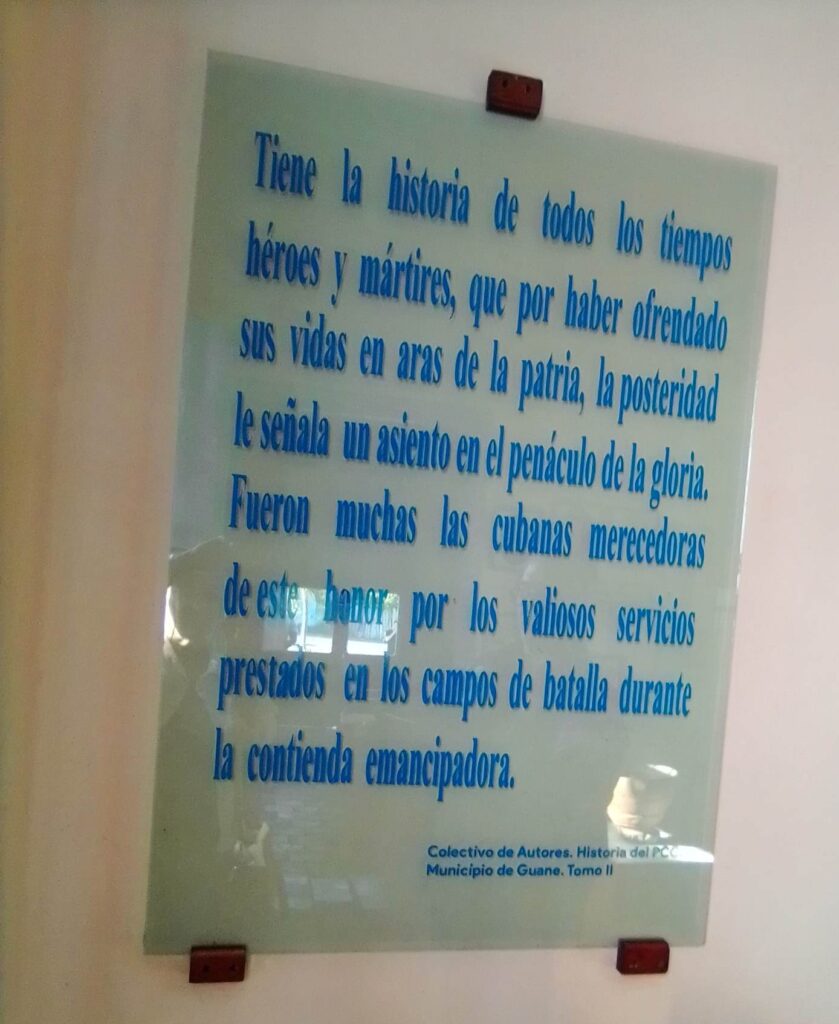 Tiene la historia de todos los tiempos
héroes y mártires, que por haber ofrendado
sus vidas en aras de la patria, la posteridad
le señala un asiento en el penáculo de la gloria.
Fueron muchas las cubanas merecedoras
de este honor por los valiosos servicios
prestados en los campos de batalla durante
la contienda emancipadora.
Colectivo de Autores. Historia del PCC
Municipio de Guane. Tomo II